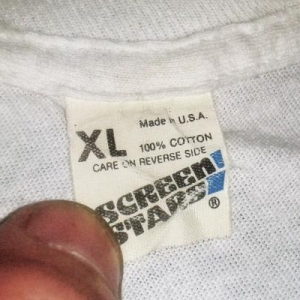 Made in U.S.A.
XL
100% COTTON
CARE ON REVERSE SIDE
SCREEN
STARS
®